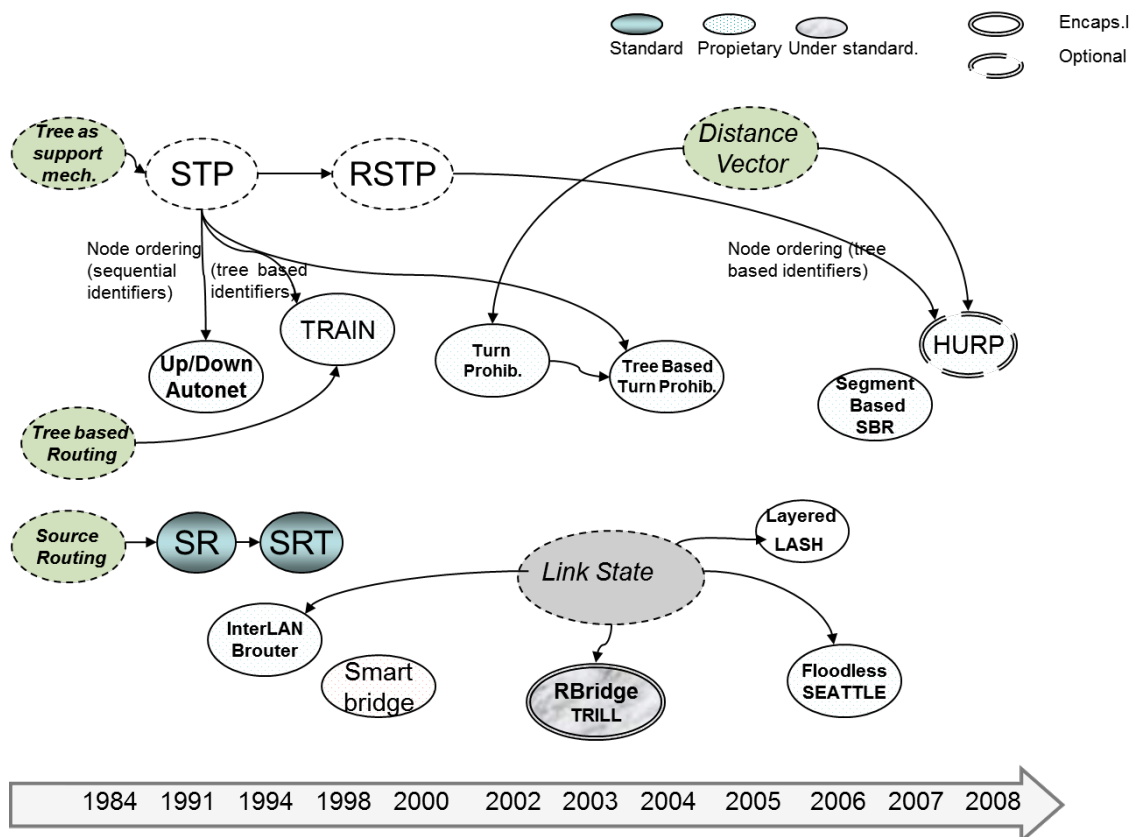 Encaps.l
Standard
Propietary
Under standard.
Optional
Tree as
support
mech.
STP
RSTP
Distance
Vector
Node ordering
(sequential
identifiers)
(tree based
identifiers
Node ordering (tree
based identifiers)
TRAIN
HURP
Turn
Prohib.
Tree Based
Turn Prohib.
Up/Down
Autonet
Segment
Based
SBR
Tree based
Routing
Source
Routing
SR
SRT
Layered
LASH
Link State
InterLAN
Brouter
Smart
bridge
RBridge
TRILL
Floodless
SEATTLE
1984 1991 1994 1998 2000 2002 2003 2004 2005 2006 2007 2008